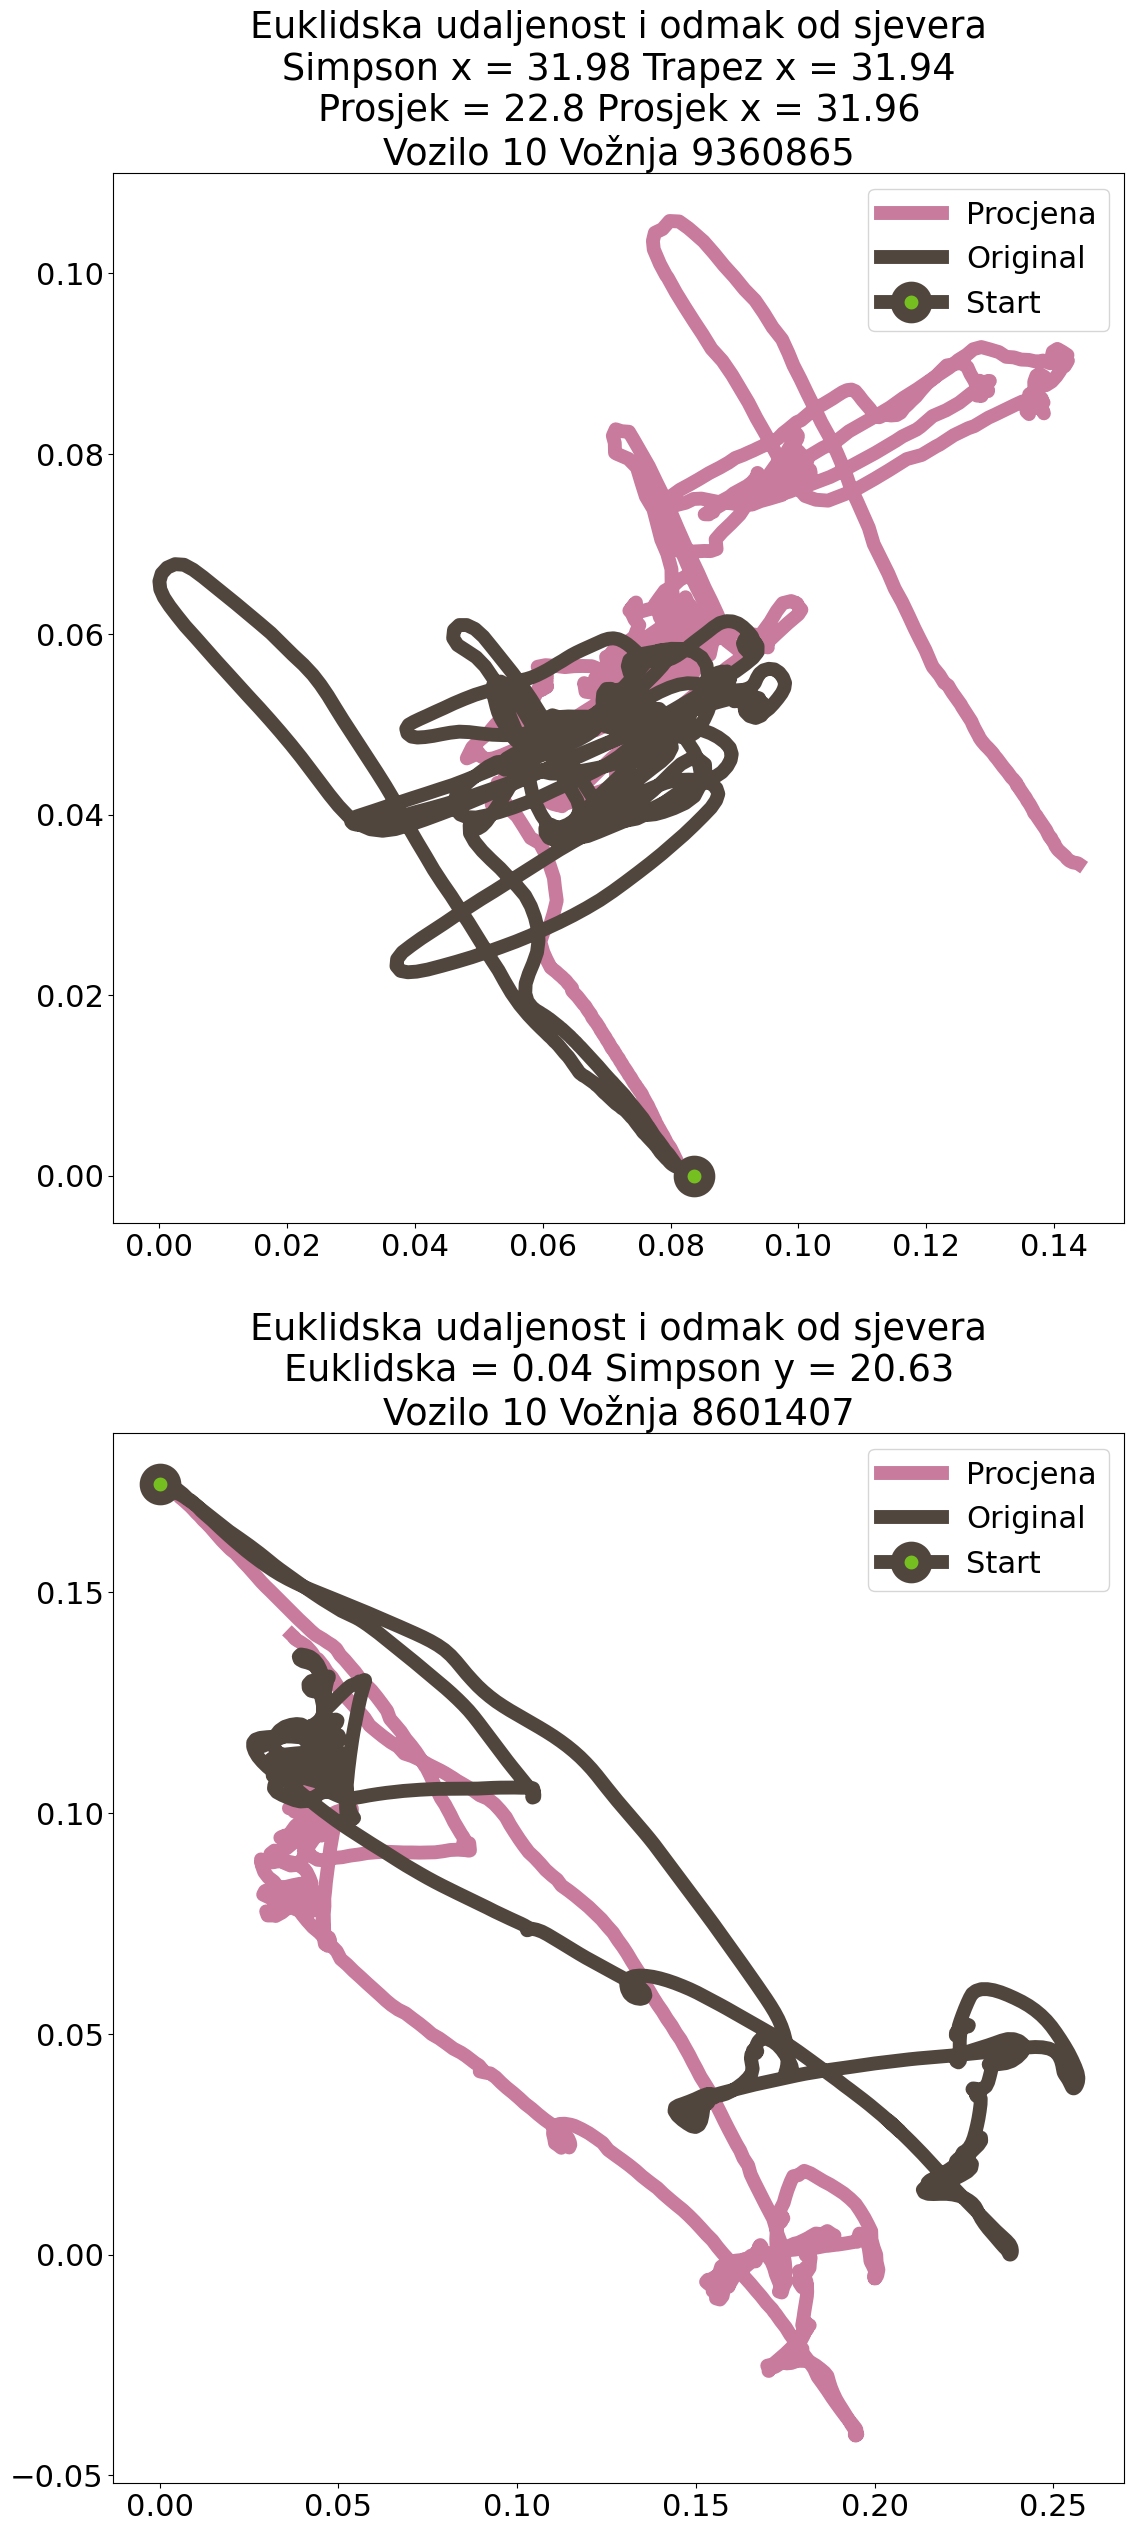 Euklidska udaljenost i odmak od sjevera
Simpson x = 31.98 Trapez x = 31.94
Prosjek = 22.8 Prosjek x = 31.96
Vozilo 10 Vožnja 9360865
Procjena
Original
Start
0.10
0.08
0.06
0.04
0.02
0.00
0.00 0.02 0.04 0.06 0.08 0.10 0.12 0.14
Euklidska udaljenost i odmak od sjevera
Euklidska = 0.04 Simpson y = 20.63
Vozilo 10 Vožnja 8601407
Procjena
Original
Start
0.15
0.10
0.05
0.00
−0.05
0.00 0.05 0.10 0.15 0.20 0.25